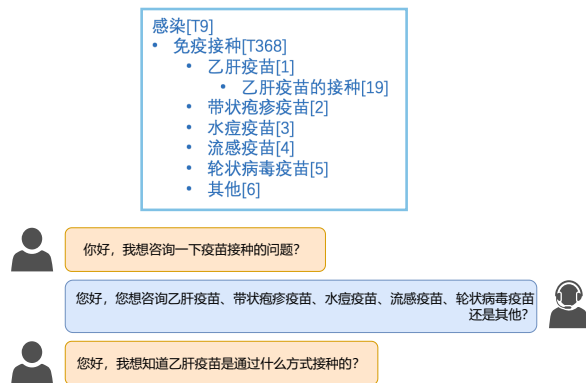 感染[T9]
• 免疫接种[T368]
• 乙肝疫苗[1]
• 乙肝疫苗的接种[19]
• 带状疱疹疫苗[2]
• 水痘疫苗[3]
• 流感疫苗[4]
• 轮状病毒疫苗[5]
• 其他[6]
你好，我想咨询一下疫苗接种的问题？
您好，您想咨询乙肝疫苗、带状疱疹疫苗、水痘疫苗、流感疫苗、轮状病毒疫苗
还是其他？
您好，我想知道乙肝疫苗是通过什么方式接种的？